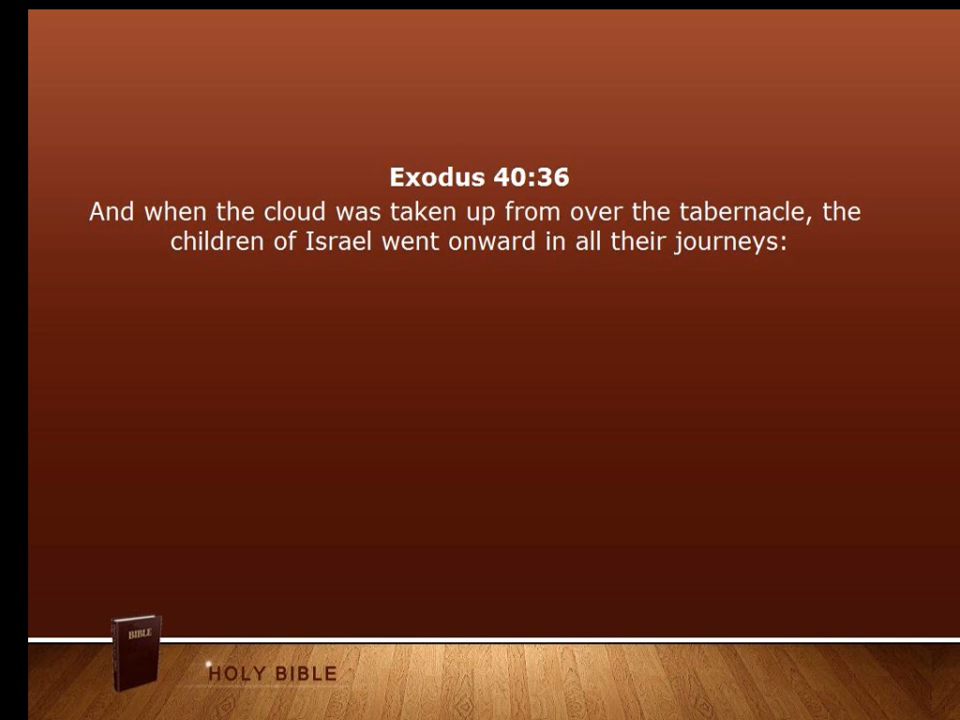 Exodus 40:36
And when the cloud was taken up from over the tabernacle, the
children of Israel went onward in all their journeys:
BIBLE
HOLY BIBLE